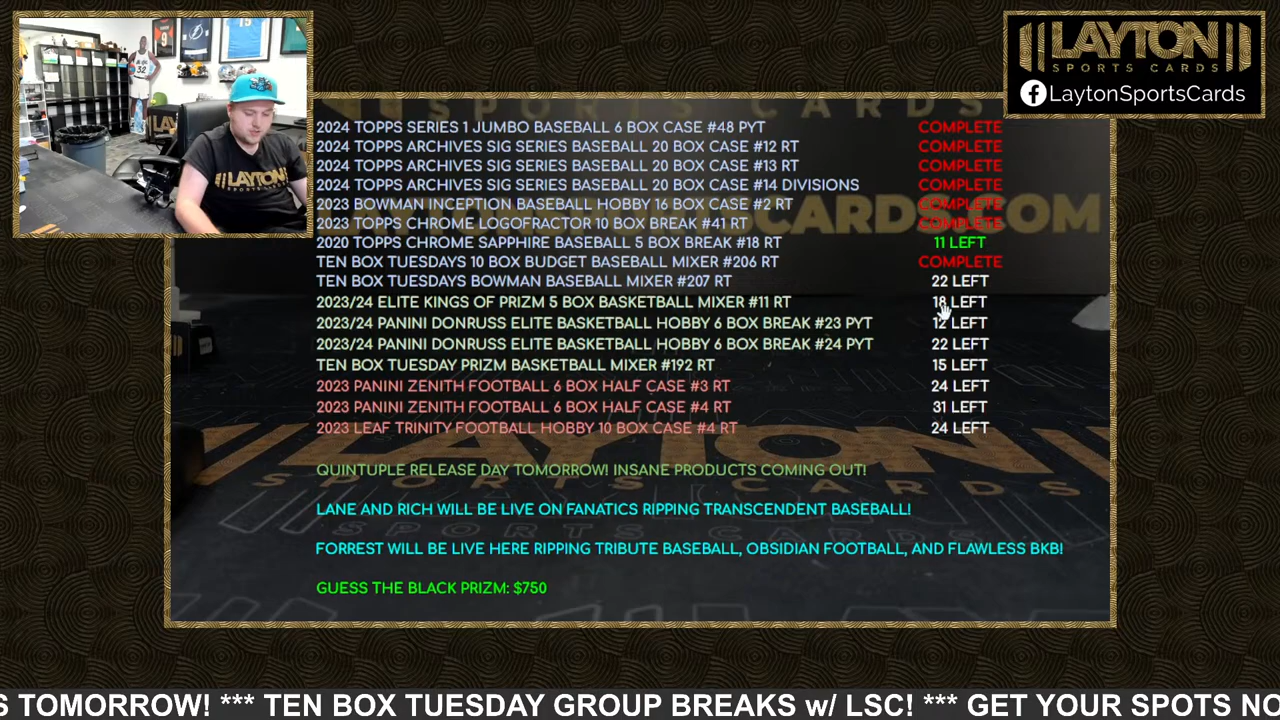 LAYTON
SPORTS CARDS
LaytonSportsCards
2024 TOPPS SERIES 1 JUMBO BASEBALL 6 BOX CASE #48 PYT COMPLETE
2024 TOPPS ARCHIVES SIG SERIES BASEBALL 20 BOX CASE #12 RT COMPLETE
2024 TOPPS ARCHIVES SIG SERIES BASEBALL 20 BOX CASE #13 RT COMPLETE
2024 TOPPS ARCHIVES SIG SERIES BASEBALL 20 BOX CASE #14 DIVISIONS COMPLETE
2023 BOWMAN INCEPTION BASEBALL HOBBY 16 BOX CASE #2 RT COMPLETE
2023 TOPPS CHROME LOGOFRACTOR 10 BOX BREAK #41 RT COMPLETE
2020 TOPPS CHROME SAPPHIRE BASEBALL 5 BOX BREAK #18 RT 11 LEFT
TEN BOX TUESDAYS 10 BOX BUDGET BASEBALL MIXER #206 RT COMPLETE
TEN BOX TUESDAYS BOWMAN BASEBALL MIXER #207 RT 22 LEFT
2023/24 ELITE KINGS OF PRIZM 5 BOX BASKETBALL MIXER #11 RT 18 LEFT
2023/24 PANINI DONRUSS ELITE BASKETBALL HOBBY 6 BOX BREAK #23 PYT 12 LEFT
2023/24 PANINI DONRUSS ELITE BASKETBALL HOBBY 6 BOX BREAK #24 PYT 22 LEFT
TEN BOX TUESDAY PRIZM BASKETBALL MIXER #192 RT 15 LEFT
2023 PANINI ZENITH FOOTBALL 6 BOX HALF CASE #3 RT 24 LEFT
2023 PANINI ZENITH FOOTBALL 6 BOX HALF CASE #4 RT 31 LEFT
2023 LEAF TRINITY FOOTBALL HOBBY 10 BOX CASE #4 RT 24 LEFT
QUINTUPLE RELEASE DAY TOMORROW! INSANE PRODUCTS COMING OUT!
LANE AND RICH WILL BE LIVE ON FANATICS RIPPING TRANSCENDENT BASEBALL!
FORREST WILL BE LIVE HERE RIPPING TRIBUTE BASEBALL, OBSIDIAN FOOTBALL, AND FLAWLESS BKB!
GUESS THE BLACK PRIZM: $750
S TOMORROW! *** TEN BOX TUESDAY GROUP BREAKS w/ LSC! *** GET YOUR SPOTS NO